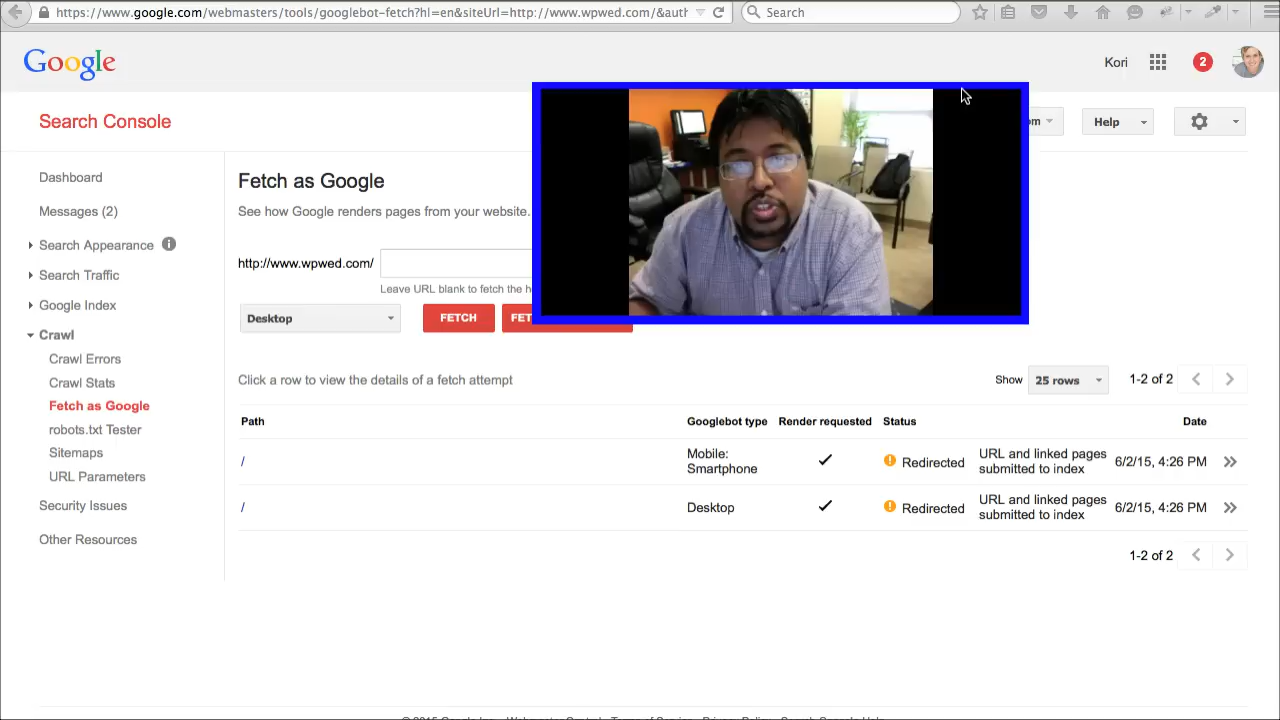 https://www.google.com/webmasters/tools/googlebot-fetch?hl=en&siteUrl=http://www.wpwed.com/&auth
Search
Google
Kori
2
Search Console
Help
Dashboard
Messages (2)
Search Appearance
Search Traffic
Google Index
Crawl
Crawl Errors
Crawl Stats
Fetch as Google
robots.txt Tester
Sitemaps
URL Parameters
Security Issues
Other Resources
Fetch as Google
See how Google renders pages from your website.
http://www.wpwed.com/
Leave URL blank to fetch the
Desktop
FETCH
Click a row to view the details of a fetch attempt
Show 25 rows 1-2 of 2
Path Googlebot type Render requested Status Date
/ Mobile: Smartphone ✓ Redirected URL and linked pages submitted to index 6/2/15, 4:26 PM
/ Desktop ✓ Redirected URL and linked pages submitted to index 6/2/15, 4:26 PM
1-2 of 2